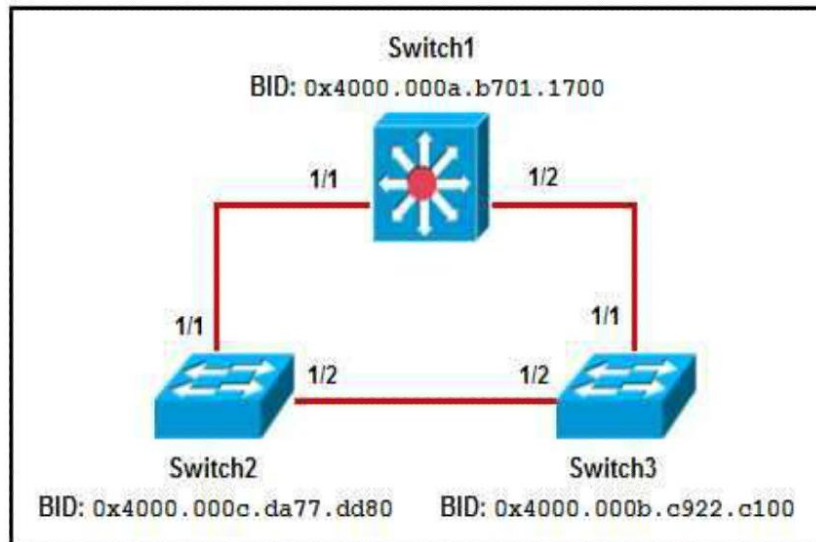 Switch1
BID: 0x4000.000a.b701.1700
1/1
1/2
1/1
1/1
1/2
1/2
Switch2
Switch3
BID: 0x4000.000c.da77.dd80
BID: 0x4000.000b.c922.c100